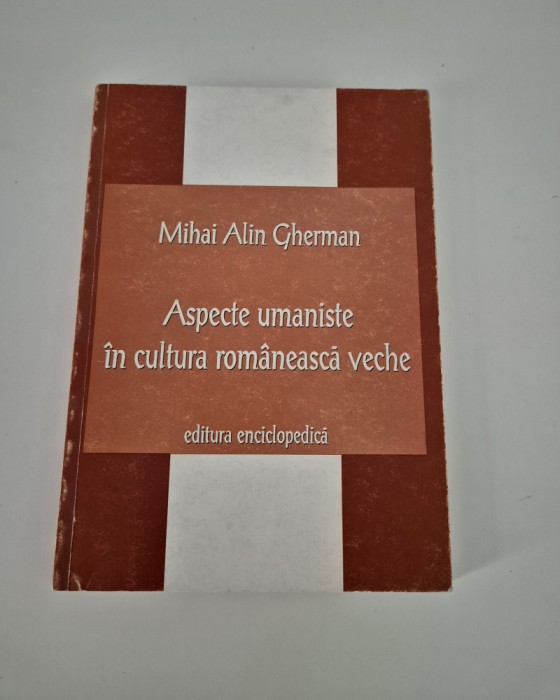 Mihai Alin Gherman
Aspecte umaniste
în cultura românească veche
editura enciclopedică